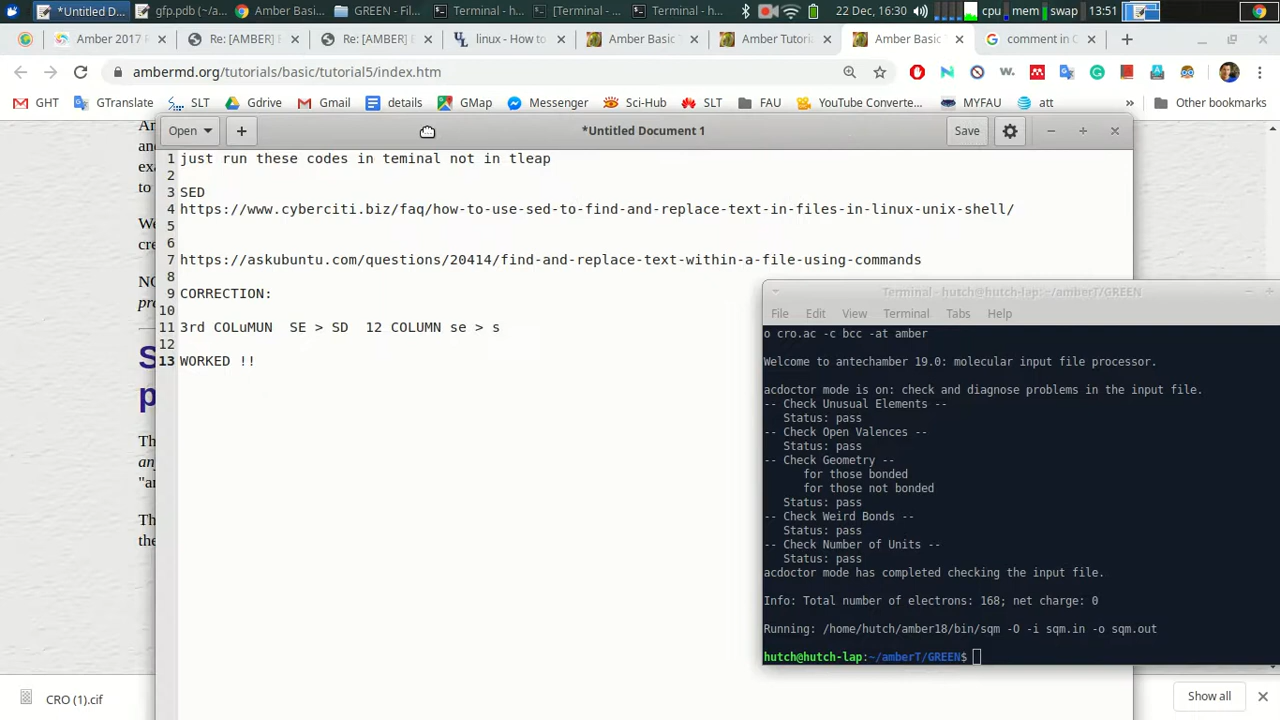 *Untitled D... gfp.pdb (~/a... Amber Basi... GREEN - Fil... Terminal - h... [Terminal - ... Terminal - h... 22 Dec, 16:30 cpu mem swap 13:51
Amber 2017 R Re: [AMBER] F Re: [AMBER] E linux - How to Amber Basic T Amber Tutoria Amber Basic comment in C
ambermd.org/tutorials/basic/tutorial5/index.htm
GHT GTranslate SLT Gdrive Gmail details GMap Messenger Sci-Hub SLT FAU YouTube Converte... MYFAU att » Other bookmarks
Open *Untitled Document 1 Save
1 just run these codes in teminal not in tleap
2
3 SED
4 https://www.cyberciti.biz/faq/how-to-use-sed-to-find-and-replace-text-in-files-in-linux-unix-shell/
5
6
7 https://askubuntu.com/questions/20414/find-and-replace-text-within-a-file-using-commands
8
9 CORRECTION:
10
11 3rd COLuMUN  SE > SD  12 COLUMN se > s
12
13 WORKED !!
Terminal - hutch@hutch-lap: ~/amberT/GREEN
File Edit View Terminal Tabs Help
o cro.ac -c bcc -at amber
Welcome to antechamber 19.0: molecular input file processor.
acdoctor mode is on: check and diagnose problems in the input file.
-- Check Unusual Elements --
Status: pass
-- Check Open Valences --
Status: pass
-- Check Geometry --
for those bonded
for those not bonded
Status: pass
-- Check Weird Bonds --
Status: pass
-- Check Number of Units --
Status: pass
acdoctor mode has completed checking the input file.
Info: Total number of electrons: 168; net charge: 0
Running: /home/hutch/amber18/bin/sqm -O -i sqm.in -o sqm.out
hutch@hutch-lap:~/amberT/GREEN$
and
exa
to
We
cre
NO
S
p
Th
any
"ar
Th
the
CRO (1).cif Show all